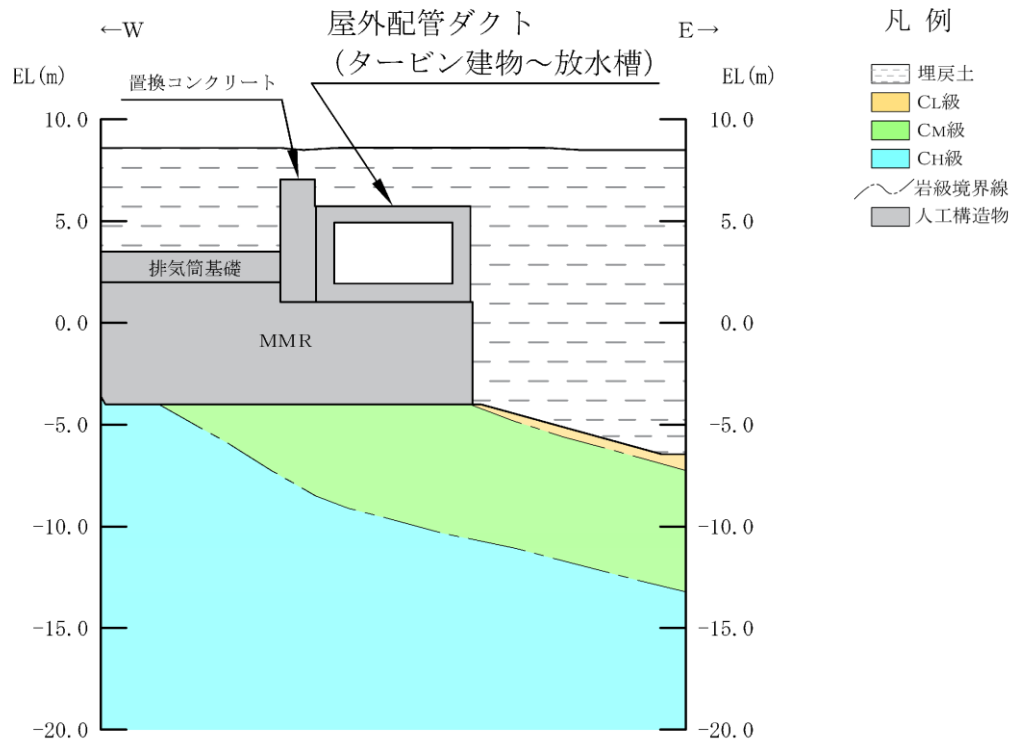 ←W
屋外配管ダクト
(タービン建物～放水槽)
E→
凡 例
EL(m)
置換コンクリート
EL(m)
埋戻土
CL級
CM級
CH級
岩級境界線
人工構造物
10.0
10.0
5.0
5.0
排気筒基礎
0.0
0.0
MMR
-5.0
-5.0
-10.0
-10.0
-15.0
-15.0
-20.0
-20.0